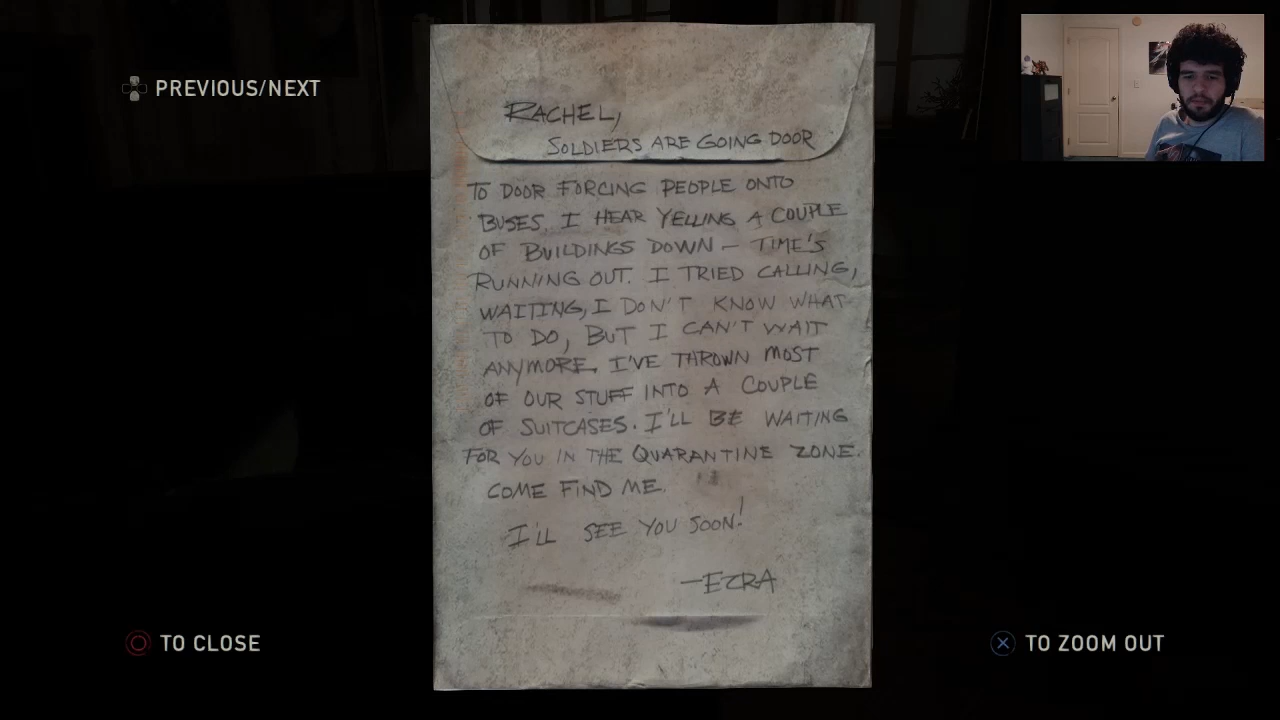 PREVIOUS/NEXT
RACHEL,
SOLDIERS ARE GOING DOOR
TO DOOR FORCING PEOPLE ONTO
BUSES. I HEAR YELLING A COUPLE
OF BUILDINGS DOWN – TIME'S
RUNNING OUT. I TRIED CALLING,
WAITING, I DON'T KNOW WHAT
TO DO, BUT I CAN'T WAIT
ANYMORE. I'VE THROWN MOST
OF OUR STUFF INTO A COUPLE
OF SUITCASES. I'LL BE WAITING
FOR YOU IN THE QUARANTINE ZONE.
COME FIND ME.
I'LL SEE YOU SOON!
—EZRA
TO CLOSE
TO ZOOM OUT